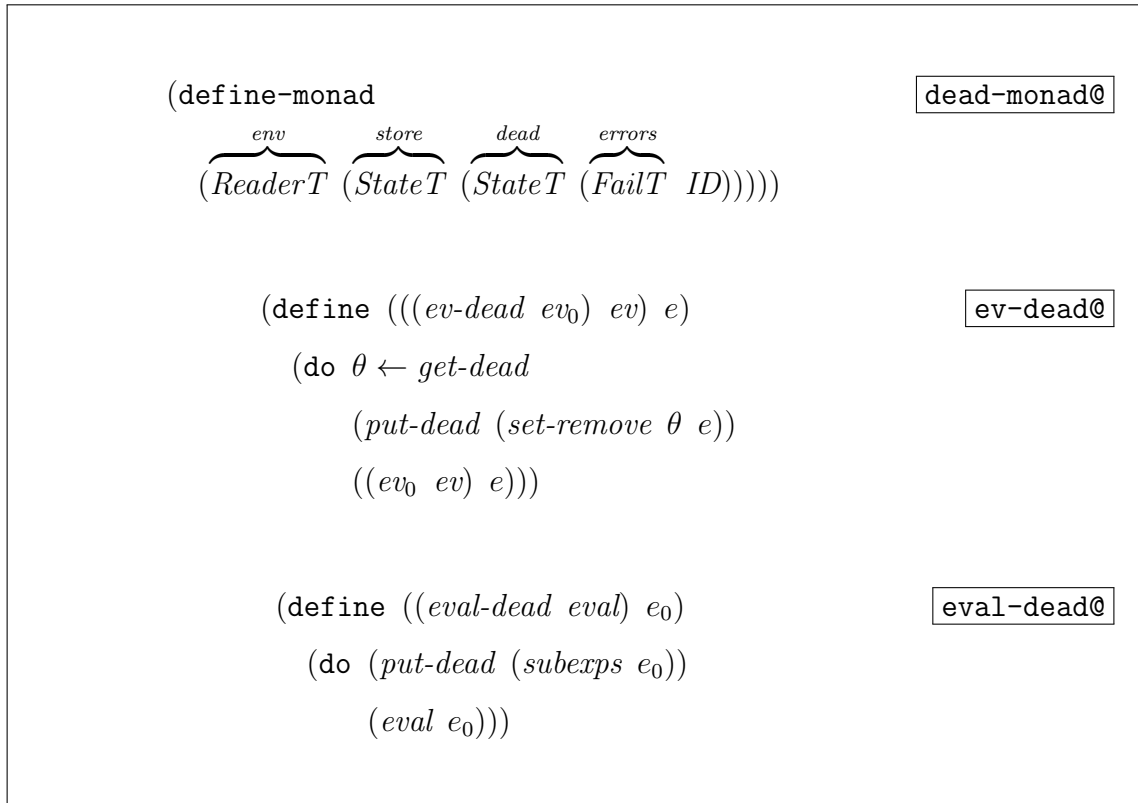 (define-monad dead-monad@
env store dead errors
(ReaderT (StateT (StateT (FailT ID)))))
(define (((ev-dead ev₀) ev) e) ev-dead@
(do θ ← get-dead
(put-dead (set-remove θ e))
((ev₀ ev) e)))
(define ((eval-dead eval) e₀) eval-dead@
(do (put-dead (subexps e₀))
(eval e₀)))